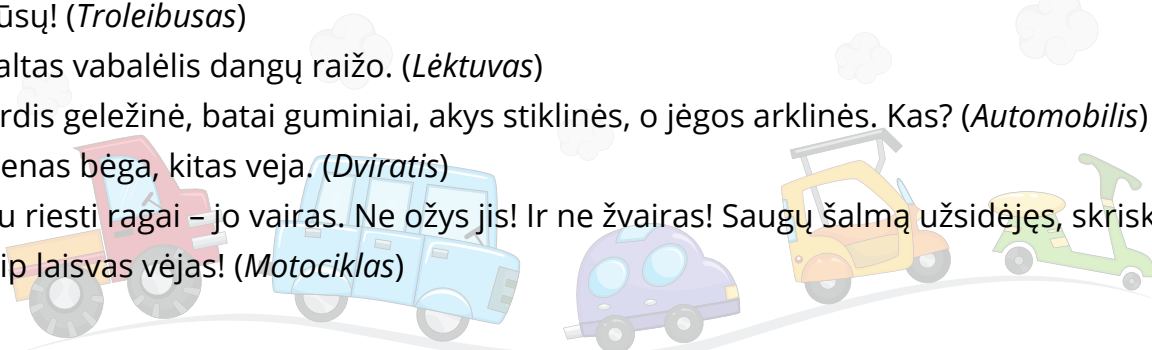 ūsų! (Troleibusas)
altas vabalėlis dangų raižo. (Lėktuvas)
rdis geležinė, batai guminiai, akys stiklinės, o jėgos arklinės. Kas? (Automobilis)
enas bėga, kitas veja. (Dviratis)
u riesti ragai – jo vairas. Ne ožys jis! Ir ne žvairas! Saugų šalmą užsidėjęs, skrisk
ip laisvas vėjas! (Motociklas)